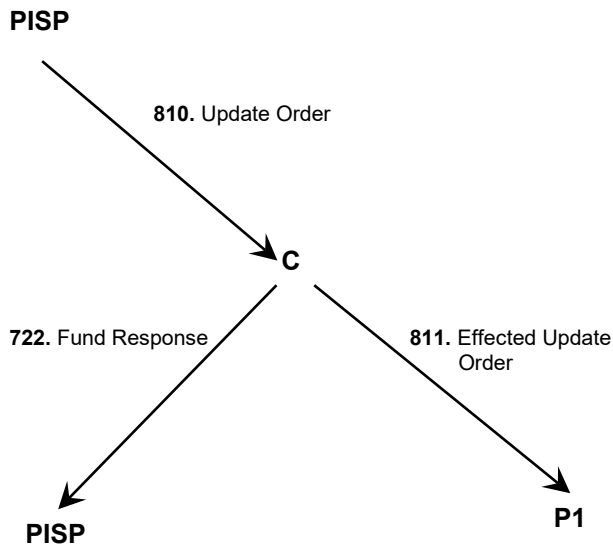 PISP
810. Update Order
C
722. Fund Response
811. Effected Update
Order
P1
PISP